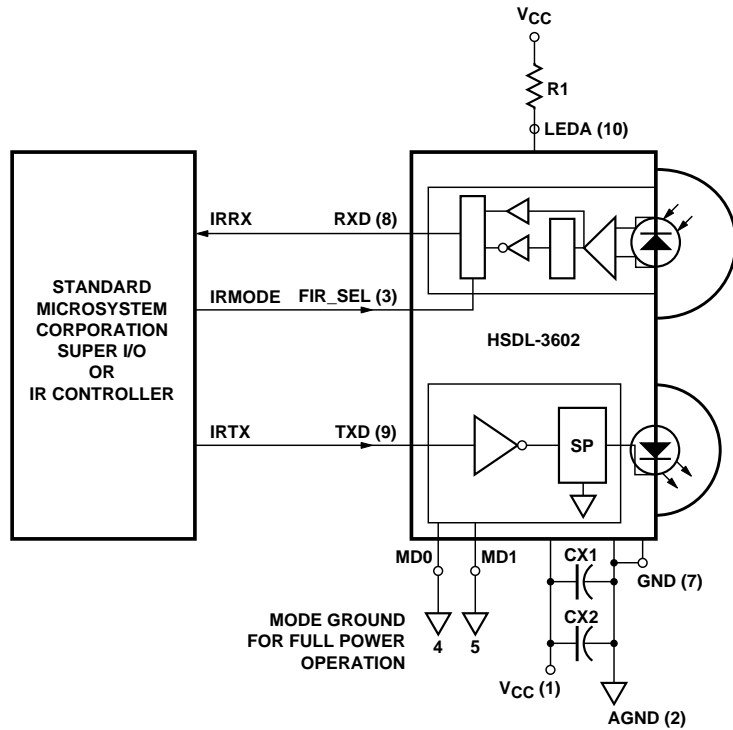 VCC
R1
LEDA (10)
IRRX
RXD (8)
STANDARD
MICROSYSTEM
CORPORATION
SUPER I/O
OR
IR CONTROLLER
IRMODE
FIR_SEL (3)
HSDL-3602
IRTX
TXD (9)
SP
MD0
MD1
CX1
GND (7)
MODE GROUND
FOR FULL POWER
OPERATION
4
5
CX2
VCC (1)
AGND (2)